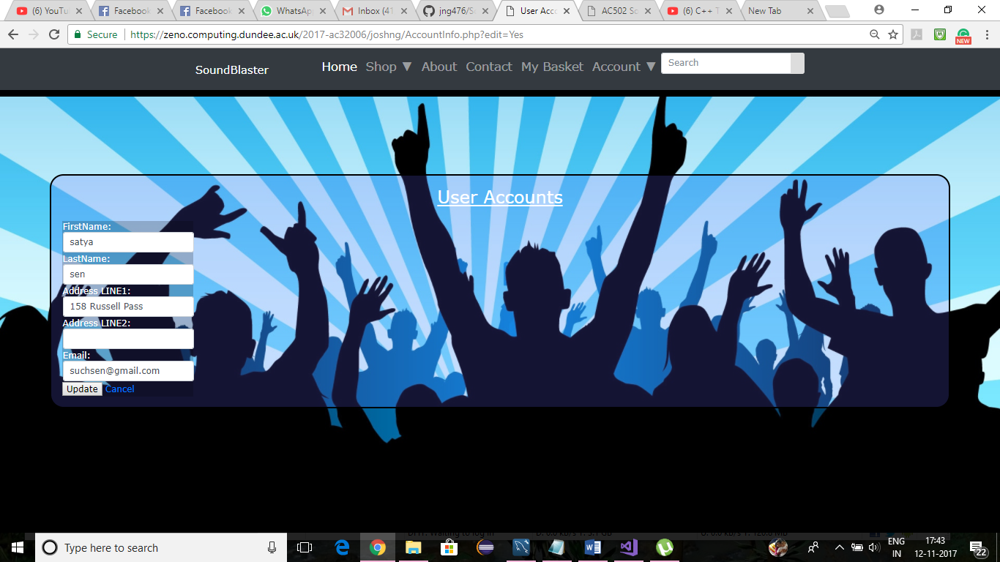 (6) YouTu
Facebook
Facebook
WhatsAp
Inbox (41
jng476/S
User Acc
AC502 So
(6) C++ T
New Tab
Secure https://zeno.computing.dundee.ac.uk/2017-ac32006/joshng/AccountInfo.php?edit=Yes
NEW
SoundBlaster Home Shop ▼ About Contact My Basket Account ▼ Search
User Accounts
FirstName:
satya
LastName:
sen
Address LINE1:
158 Russell Pass
Address LINE2:
Email:
suchsen@gmail.com
Update Cancel
Type here to search
ENG
IN
17:43
12-11-2017
22